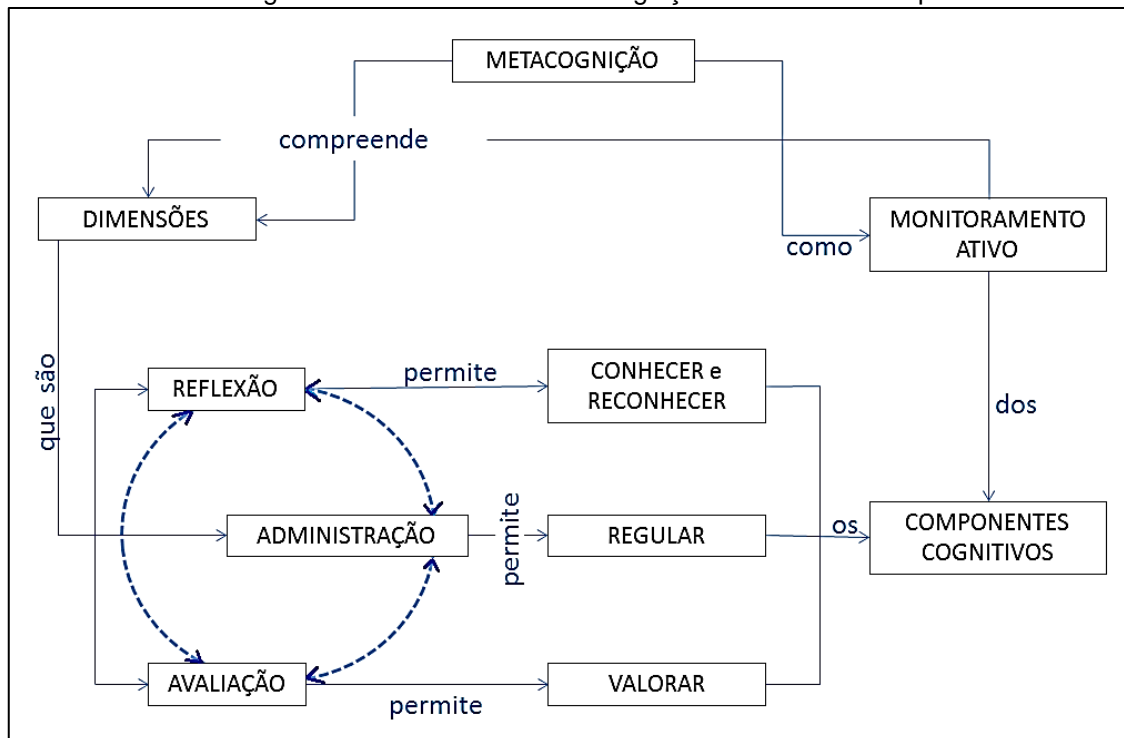 METACOGNIÇÃO
compreende
DIMENSÕES
MONITORAMENTO
ATIVO
como
que são
REFLEXÃO
permite
CONHECER e
RECONHECER
dos
ADMINISTRAÇÃO
permite
REGULAR
os
COMPONENTES
COGNITIVOS
AVALIAÇÃO
permite
VALORAR